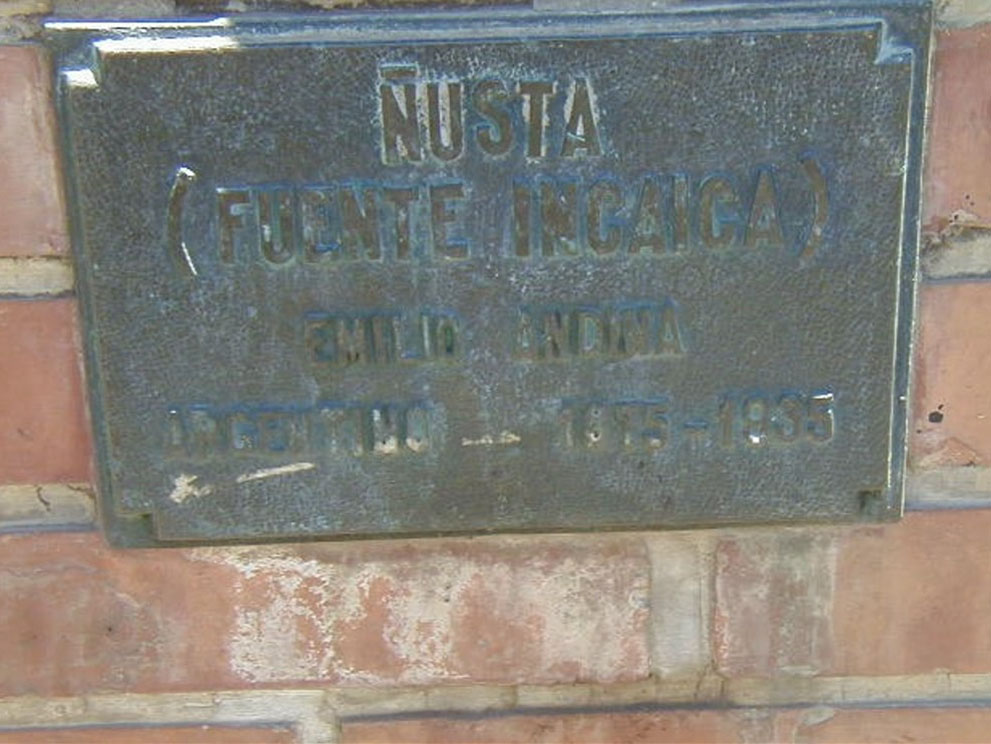 ÑUSTA
(FUENTE INCAICA)
EMILIO ANDINA
ARGENTINO — 1875-1935